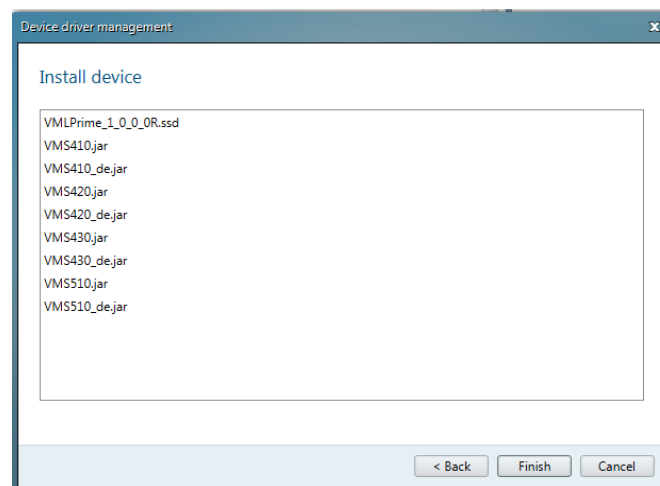 Device driver management
Install device
VMLPrime_1_0_0_0R.ssd
VMS410.jar
VMS410_de.jar
VMS420.jar
VMS420_de.jar
VMS430.jar
VMS430_de.jar
VMS510.jar
VMS510_de.jar
< Back Finish Cancel